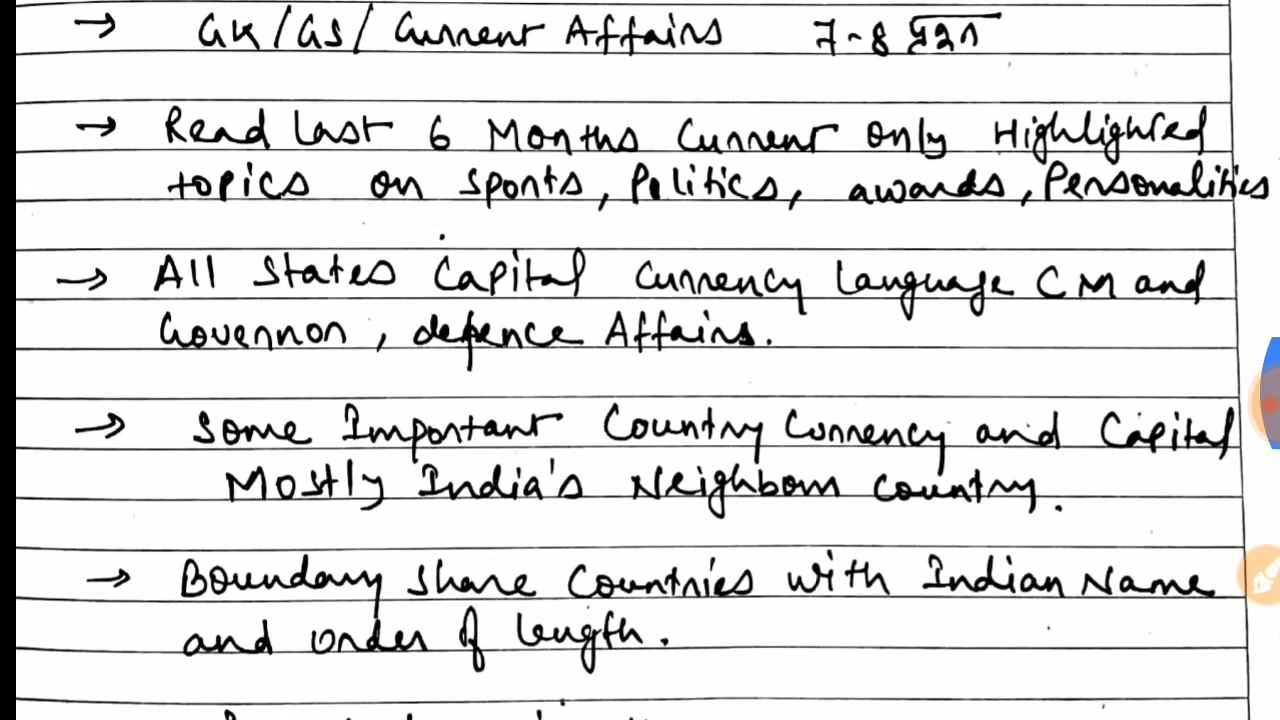 → GK/GS/ Current Affairs 7-8 प्रश्न
→ Read last 6 Months Current only Highlighted
topics on sports, Politics, awards, Personalities
→ All States Capital Currency language CM and
Governor, defence Affairs.
→ Some Important Country Currency and Capital
Mostly India's Neighbour country.
→ Boundary share Countries with Indian Name
and order of length.